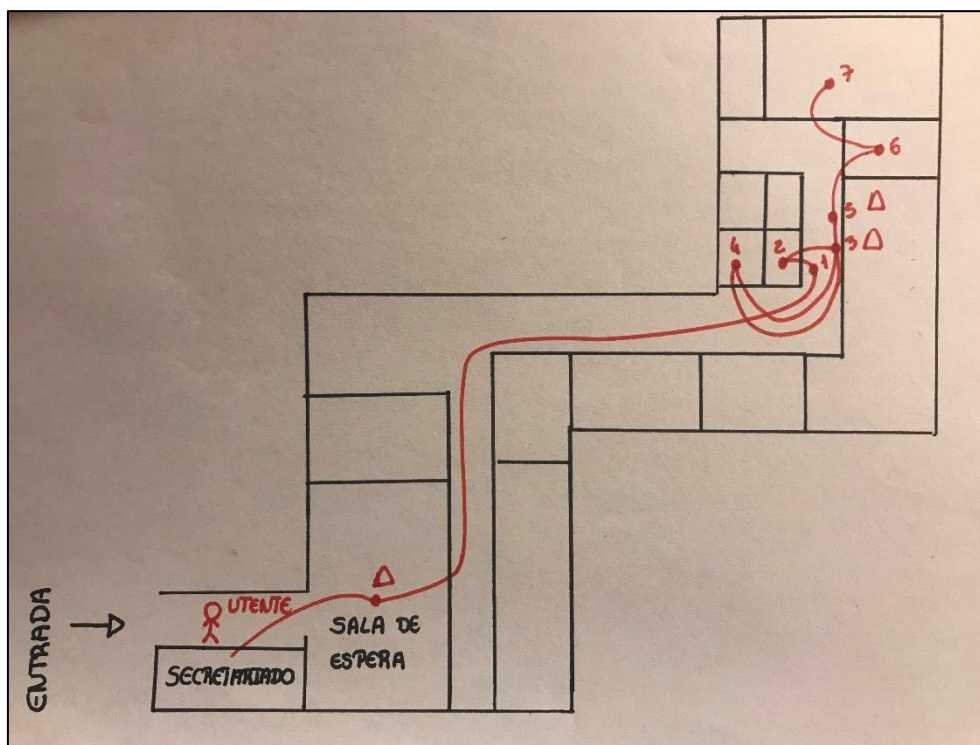 7
6
5
4
2
3
1
UTENTE
SALA DE
ESPERA
SECRETARIADO
ENTRADA